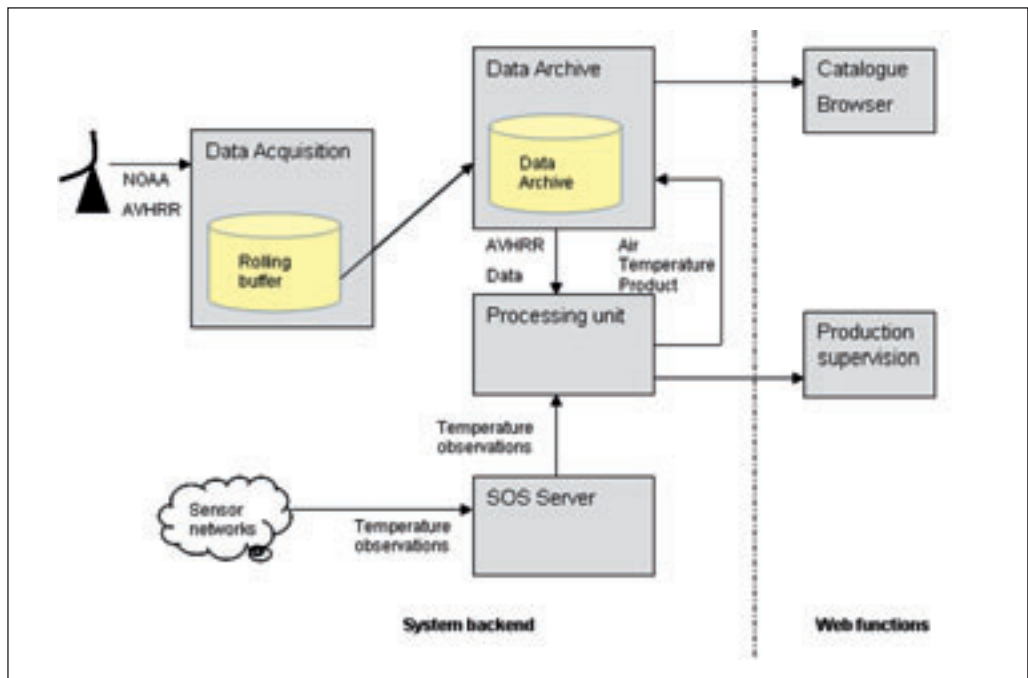 Data Archive
Catalogue
Browser
Data Acquisition
Data
Archive
NOAA
AVHRR
Rolling
buffer
AVHRR
Data
Air
Temperature
Product
Processing unit
Production
supervision
Temperature
observations
SOS Server
Sensor
networks
Temperature
observations
System backend
Web functions